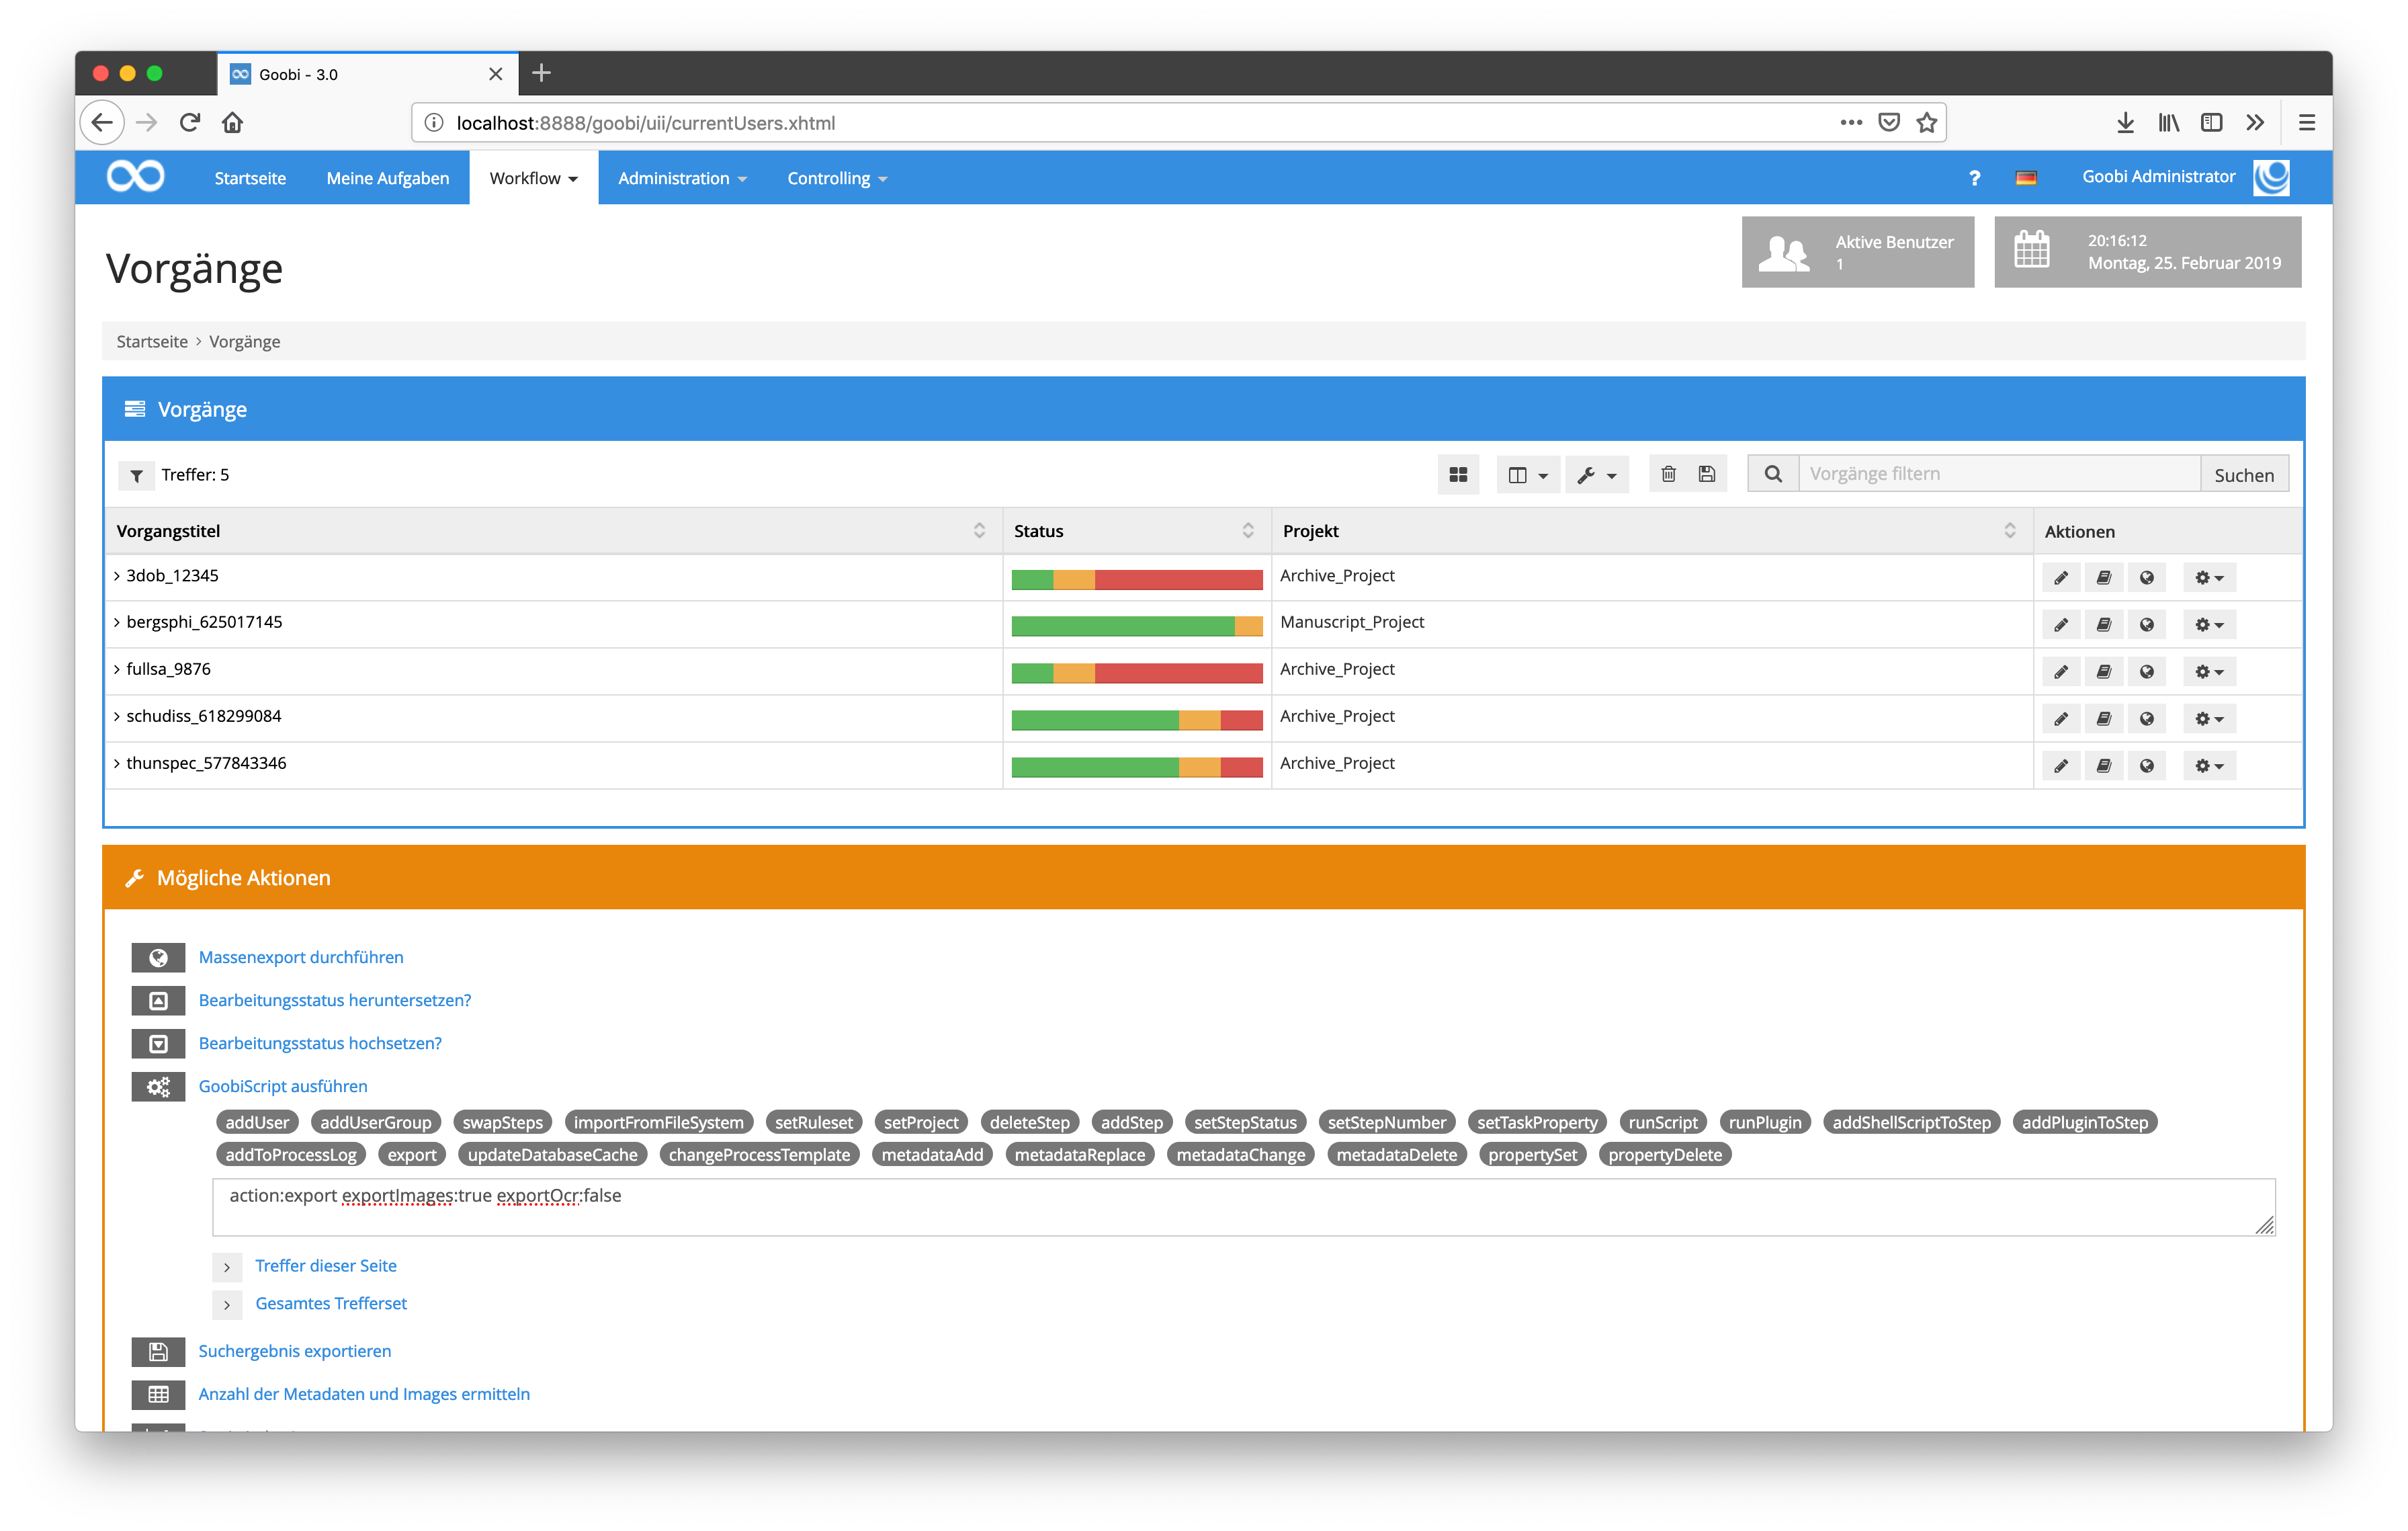 Goobi - 3.0
localhost:8888/goobi/uii/currentUsers.xhtml
Startseite Meine Aufgaben Workflow Administration Controlling ? Goobi Administrator
Vorgänge
Aktive Benutzer
1
20:16:12
Montag, 25. Februar 2019
Startseite > Vorgänge
Vorgänge
Treffer: 5 Vorgänge filtern Suchen
Vorgangstitel Status Projekt Aktionen
3dob_12345 Archive_Project
bergsphi_625017145 Manuscript_Project
fullsa_9876 Archive_Project
schudiss_618299084 Archive_Project
thunspec_577843346 Archive_Project
Mögliche Aktionen
Massenexport durchführen
Bearbeitungsstatus heruntersetzen?
Bearbeitungsstatus hochsetzen?
GoobiScript ausführen
addUser addUserGroup swapSteps importFromFileSystem setRuleset setProject deleteStep addStep setStepStatus setStepNumber setTaskProperty runScript runPlugin addShellScriptToStep addPluginToStep
addToProcessLog export updateDatabaseCache changeProcessTemplate metadataAdd metadataReplace metadataChange metadataDelete propertySet propertyDelete
action:export exportImages:true exportOcr:false
Treffer dieser Seite
Gesamtes Trefferset
Suchergebnis exportieren
Anzahl der Metadaten und Images ermitteln